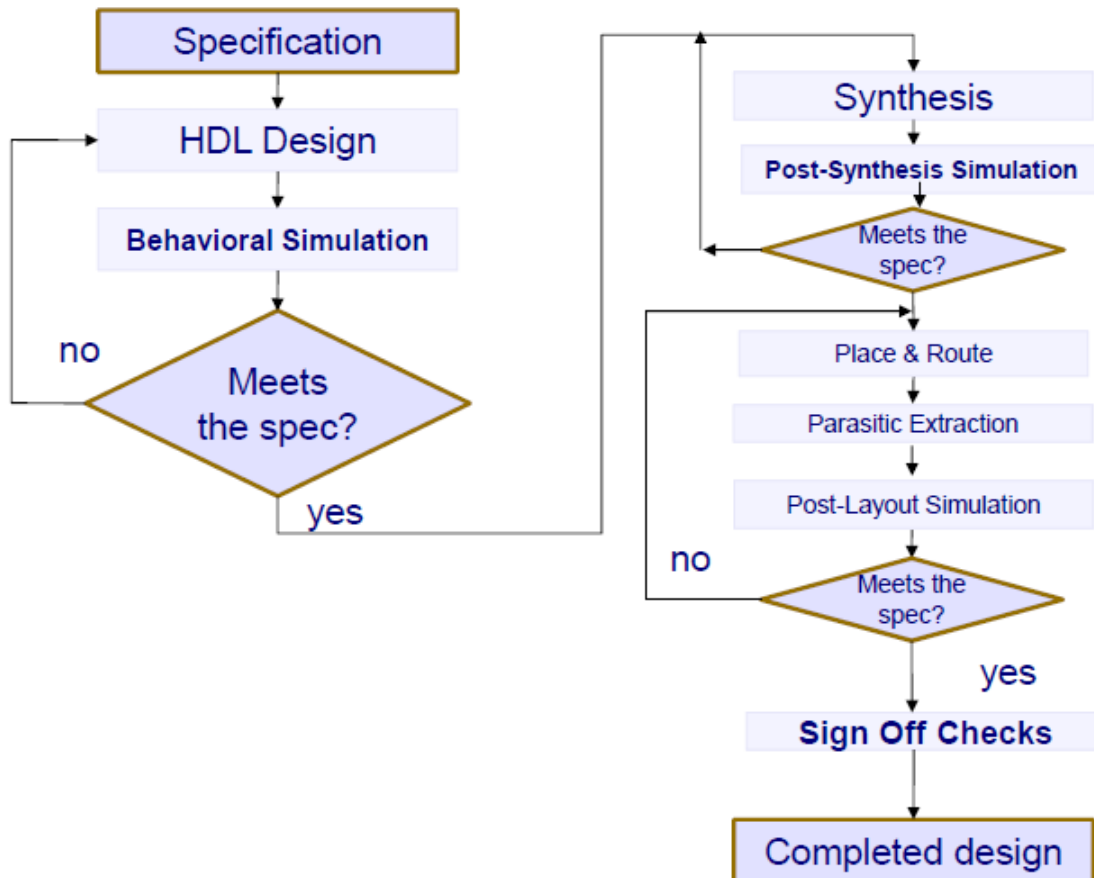 Specification
HDL Design
Behavioral Simulation
no
Meets
the spec?
yes
Synthesis
Post-Synthesis Simulation
Meets the
spec?
Place & Route
Parasitic Extraction
Post-Layout Simulation
no
Meets the
spec?
yes
Sign Off Checks
Completed design